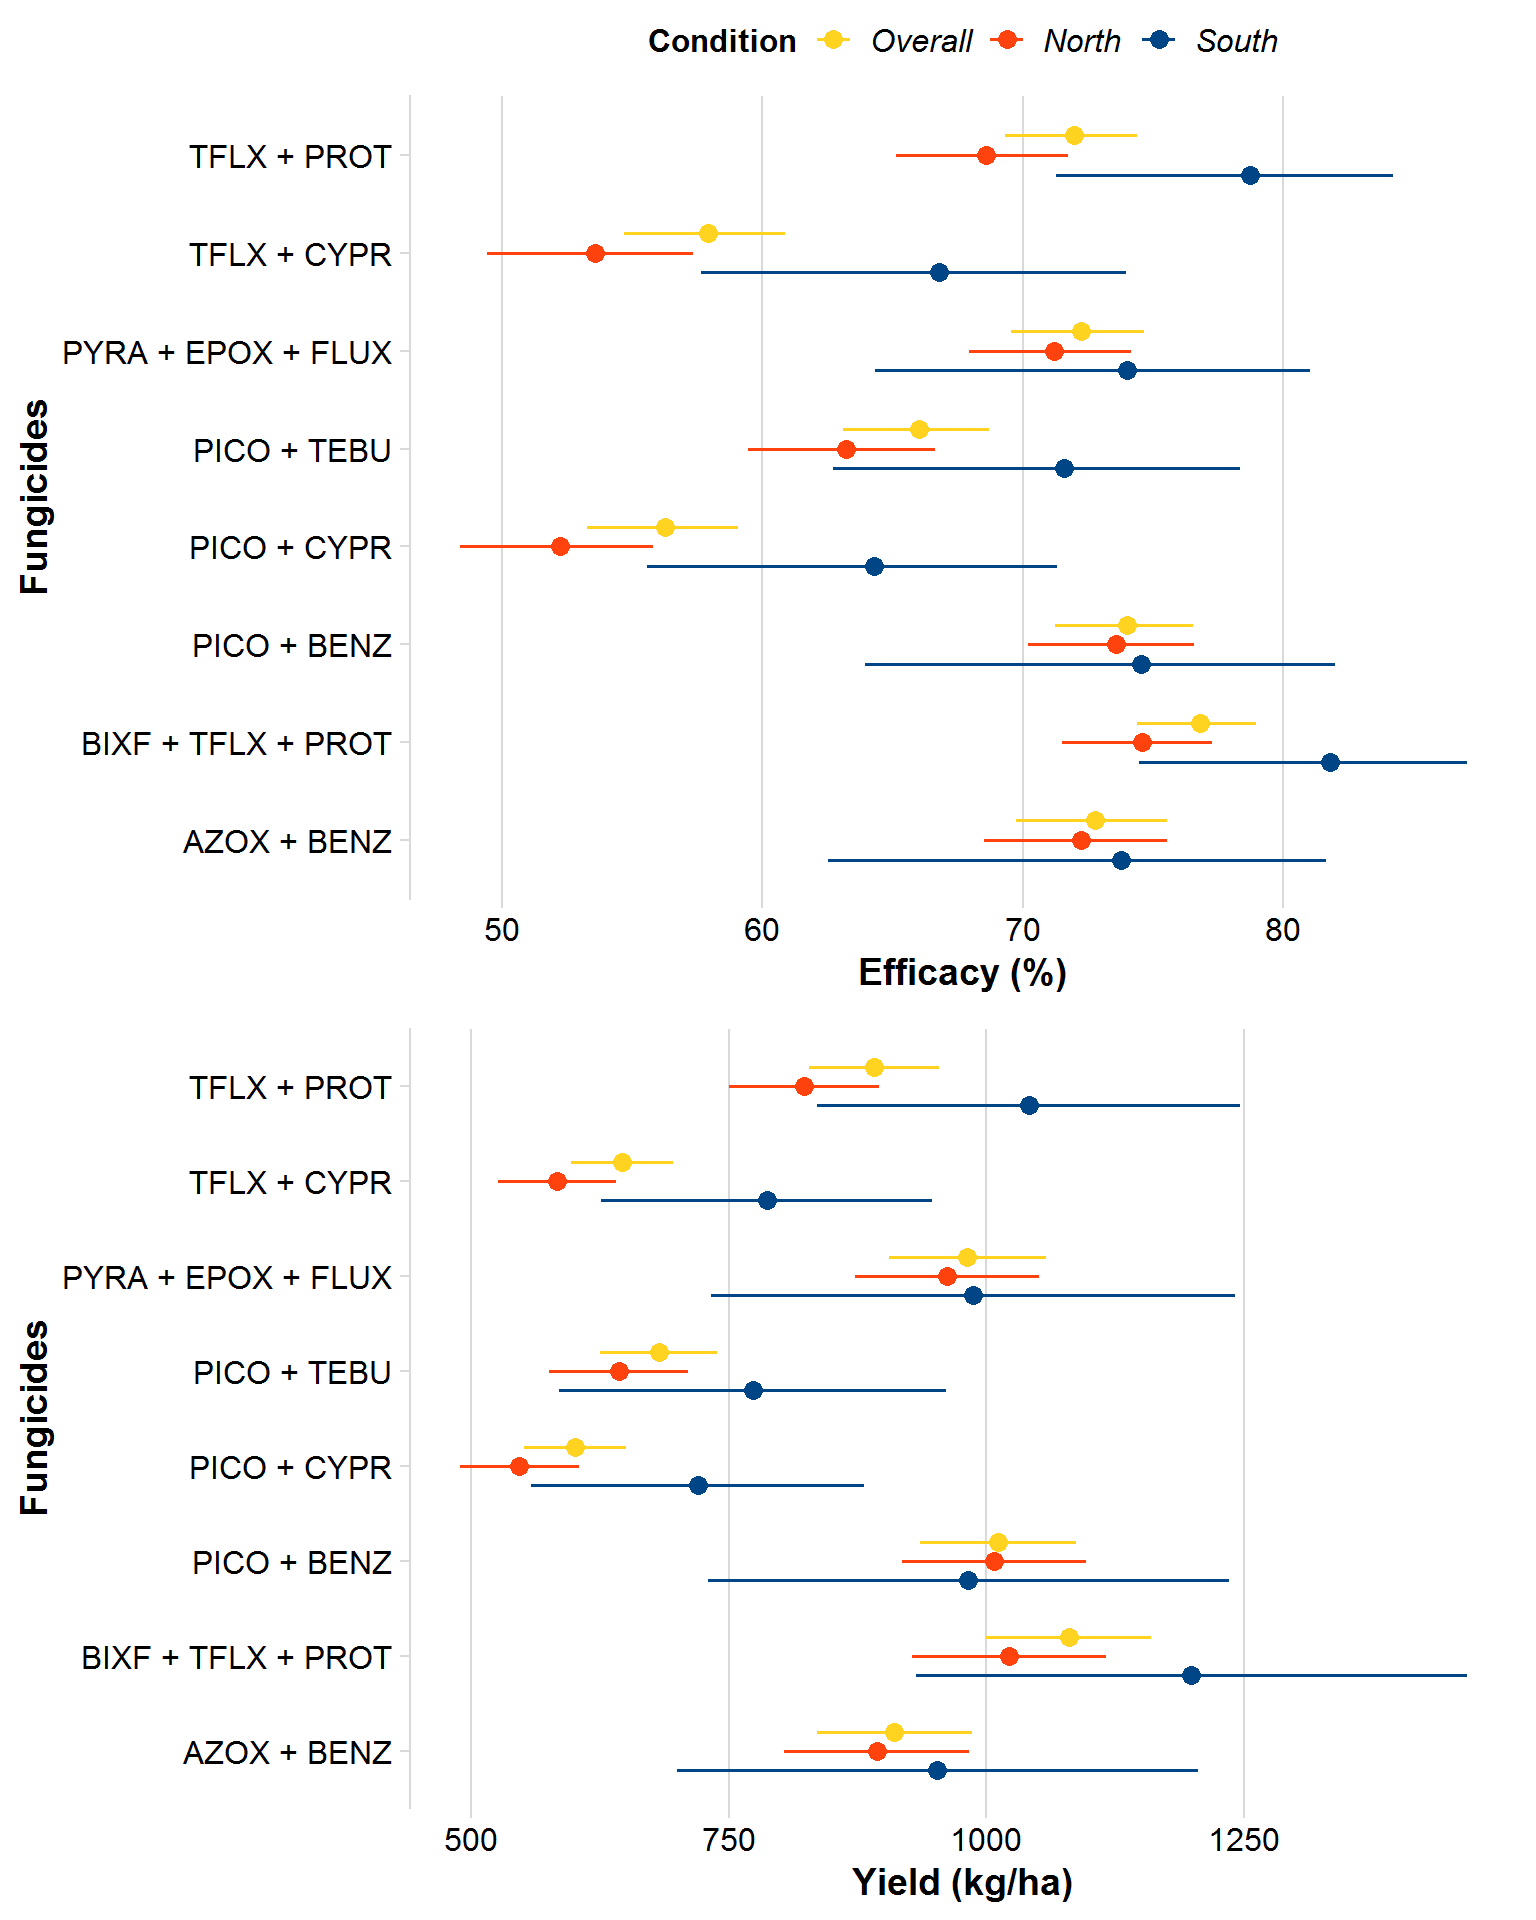 Condition Overall North South
Fungicides
TFLX + PROT
TFLX + CYPR
PYRA + EPOX + FLUX
PICO + TEBU
PICO + CYPR
PICO + BENZ
BIXF + TFLX + PROT
AZOX + BENZ
50 60 70 80
Efficacy (%)
Fungicides
TFLX + PROT
TFLX + CYPR
PYRA + EPOX + FLUX
PICO + TEBU
PICO + CYPR
PICO + BENZ
BIXF + TFLX + PROT
AZOX + BENZ
500 750 1000 1250
Yield (kg/ha)